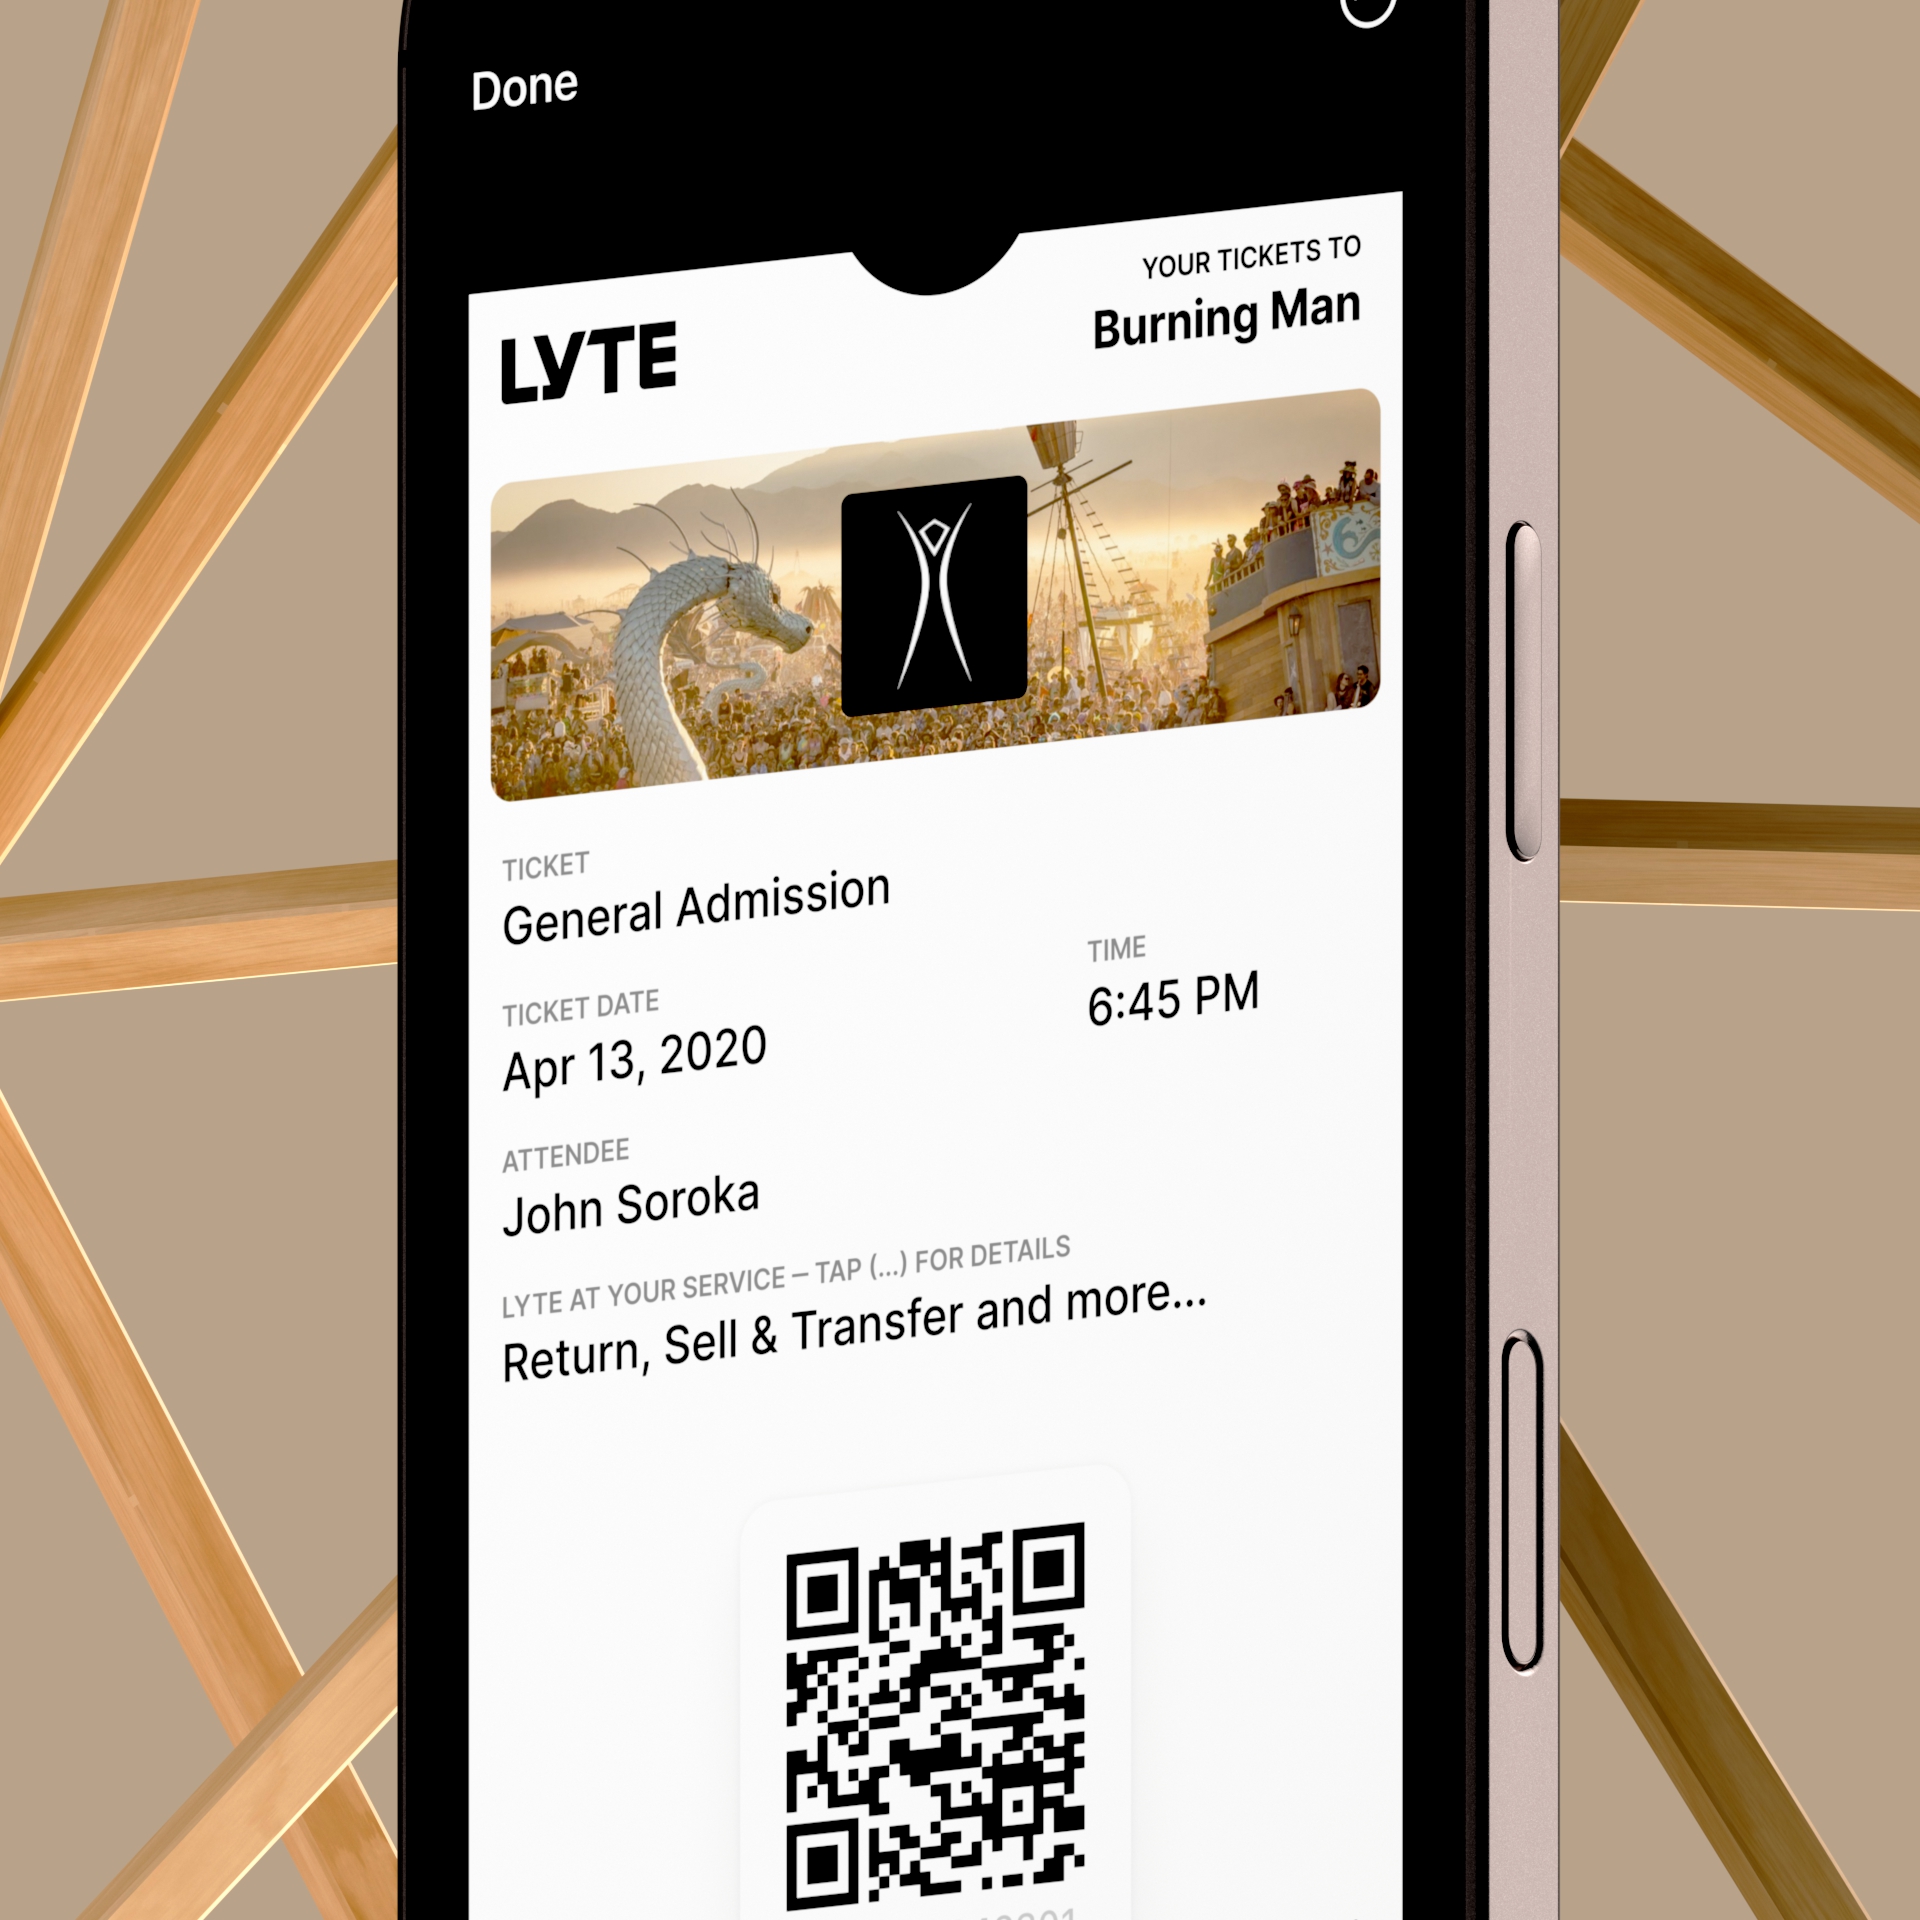 Done
LYTE
YOUR TICKETS TO
Burning Man
TICKET
General Admission
TICKET DATE
Apr 13, 2020
TIME
6:45 PM
ATTENDEE
John Soroka
LYTE AT YOUR SERVICE – TAP (...) FOR DETAILS
Return, Sell & Transfer and more...